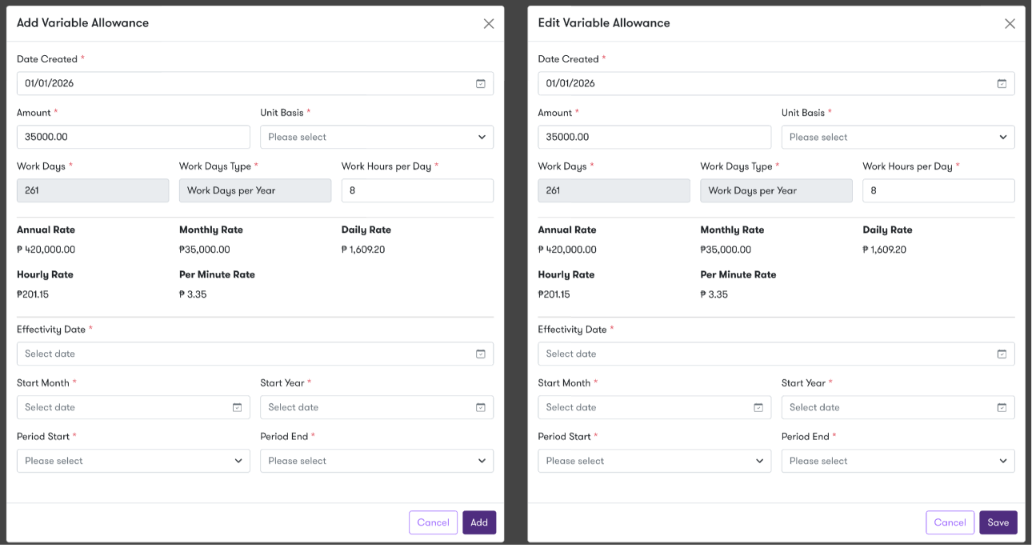 Add Variable Allowance
Date Created *
01/01/2026
Amount *
Unit Basis *
35000.00
Please select
Work Days *
Work Days Type *
Work Hours per Day *
261
Work Days per Year
8
Annual Rate
Monthly Rate
Daily Rate
₱ 420,000.00
₱35,000.00
₱ 1,609.20
Hourly Rate
Per Minute Rate
₱201.15
₱ 3.35
Effectivity Date *
Select date
Start Month *
Start Year *
Select date
Select date
Period Start *
Period End *
Please select
Please select
Cancel
Add
Edit Variable Allowance
Date Created *
01/01/2026
Amount *
Unit Basis *
35000.00
Please select
Work Days *
Work Days Type *
Work Hours per Day *
261
Work Days per Year
8
Annual Rate
Monthly Rate
Daily Rate
₱ 420,000.00
₱35,000.00
₱ 1,609.20
Hourly Rate
Per Minute Rate
₱201.15
₱ 3.35
Effectivity Date *
Select date
Start Month *
Start Year *
Select date
Select date
Period Start *
Period End *
Please select
Please select
Cancel
Save